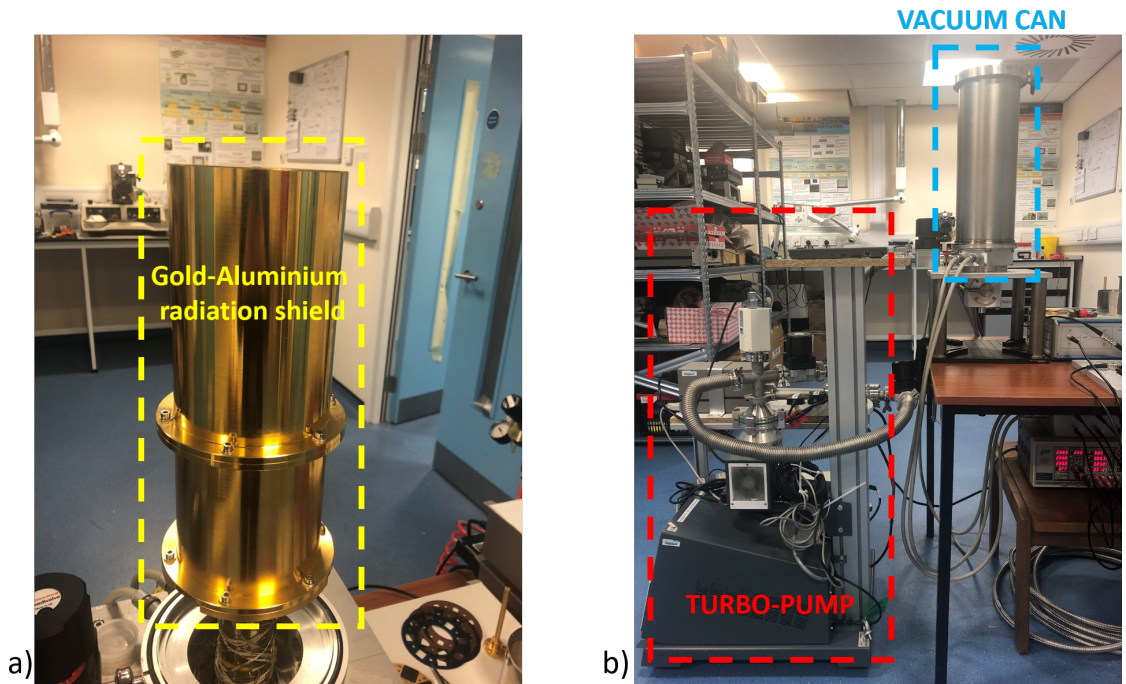 VACUUM CAN
Gold-Aluminium
radiation shield
TURBO-PUMP
a)
b)